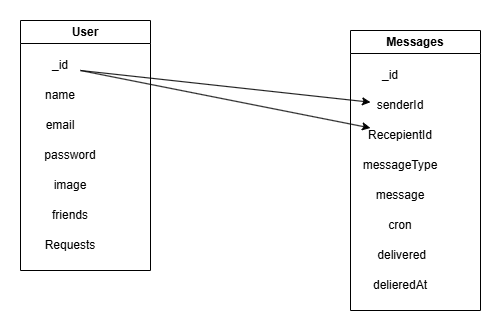 User
_id
name
email
password
image
friends
Requests
Messages
_id
senderId
RecepientId
messageType
message
cron
delivered
delieredAt